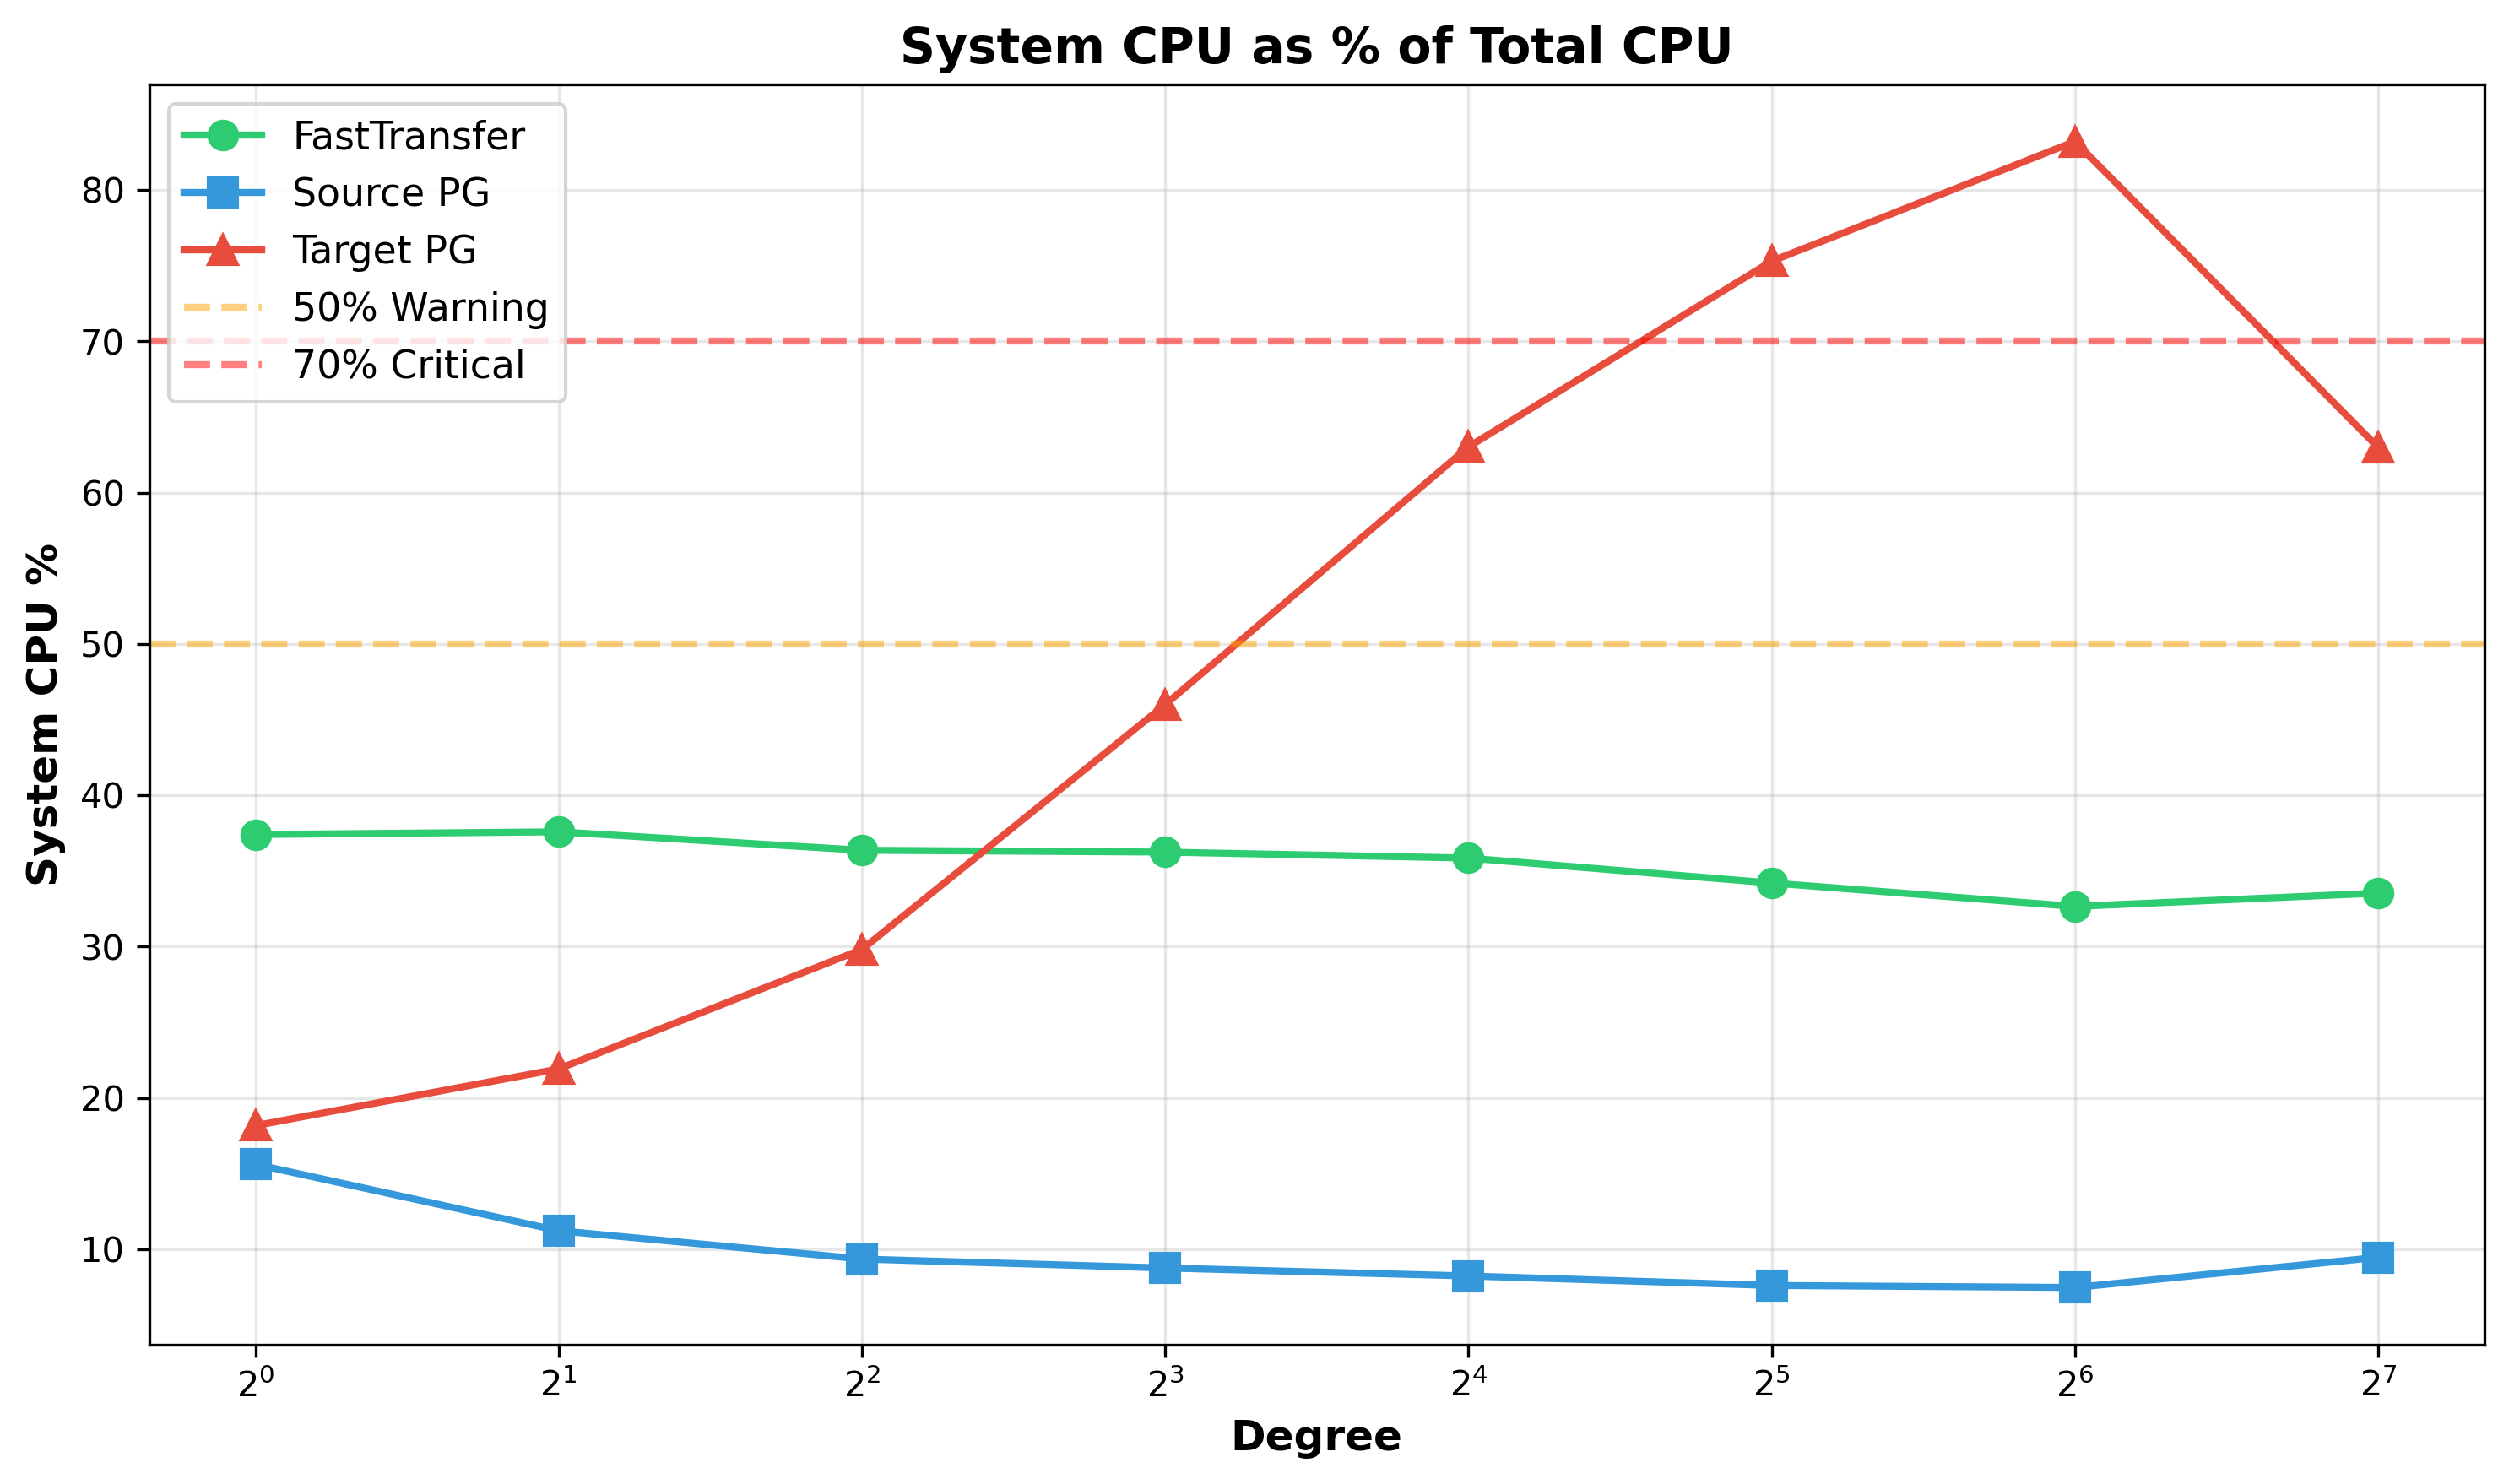 System CPU as % of Total CPU
FastTransfer
Source PG
Target PG
50% Warning
70% Critical
System CPU %
80
70
60
50
40
30
20
10
2⁰ 2¹ 2² 2³ 2⁴ 2⁵ 2⁶ 2⁷
Degree